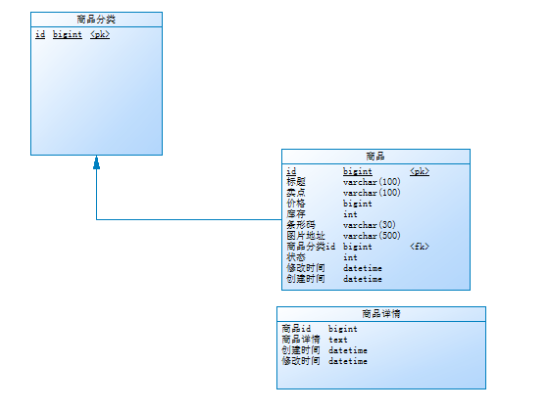 商品分类
id bigint <pk>
商品
id bigint <pk>
标题 varchar(100)
卖点 varchar(100)
价格 bigint
库存 int
条形码 varchar(30)
图片地址 varchar(500)
商品分类id bigint <fk>
状态 int
修改时间 datetime
创建时间 datetime
商品详情
商品id bigint
商品详情 text
创建时间 datetime
修改时间 datetime